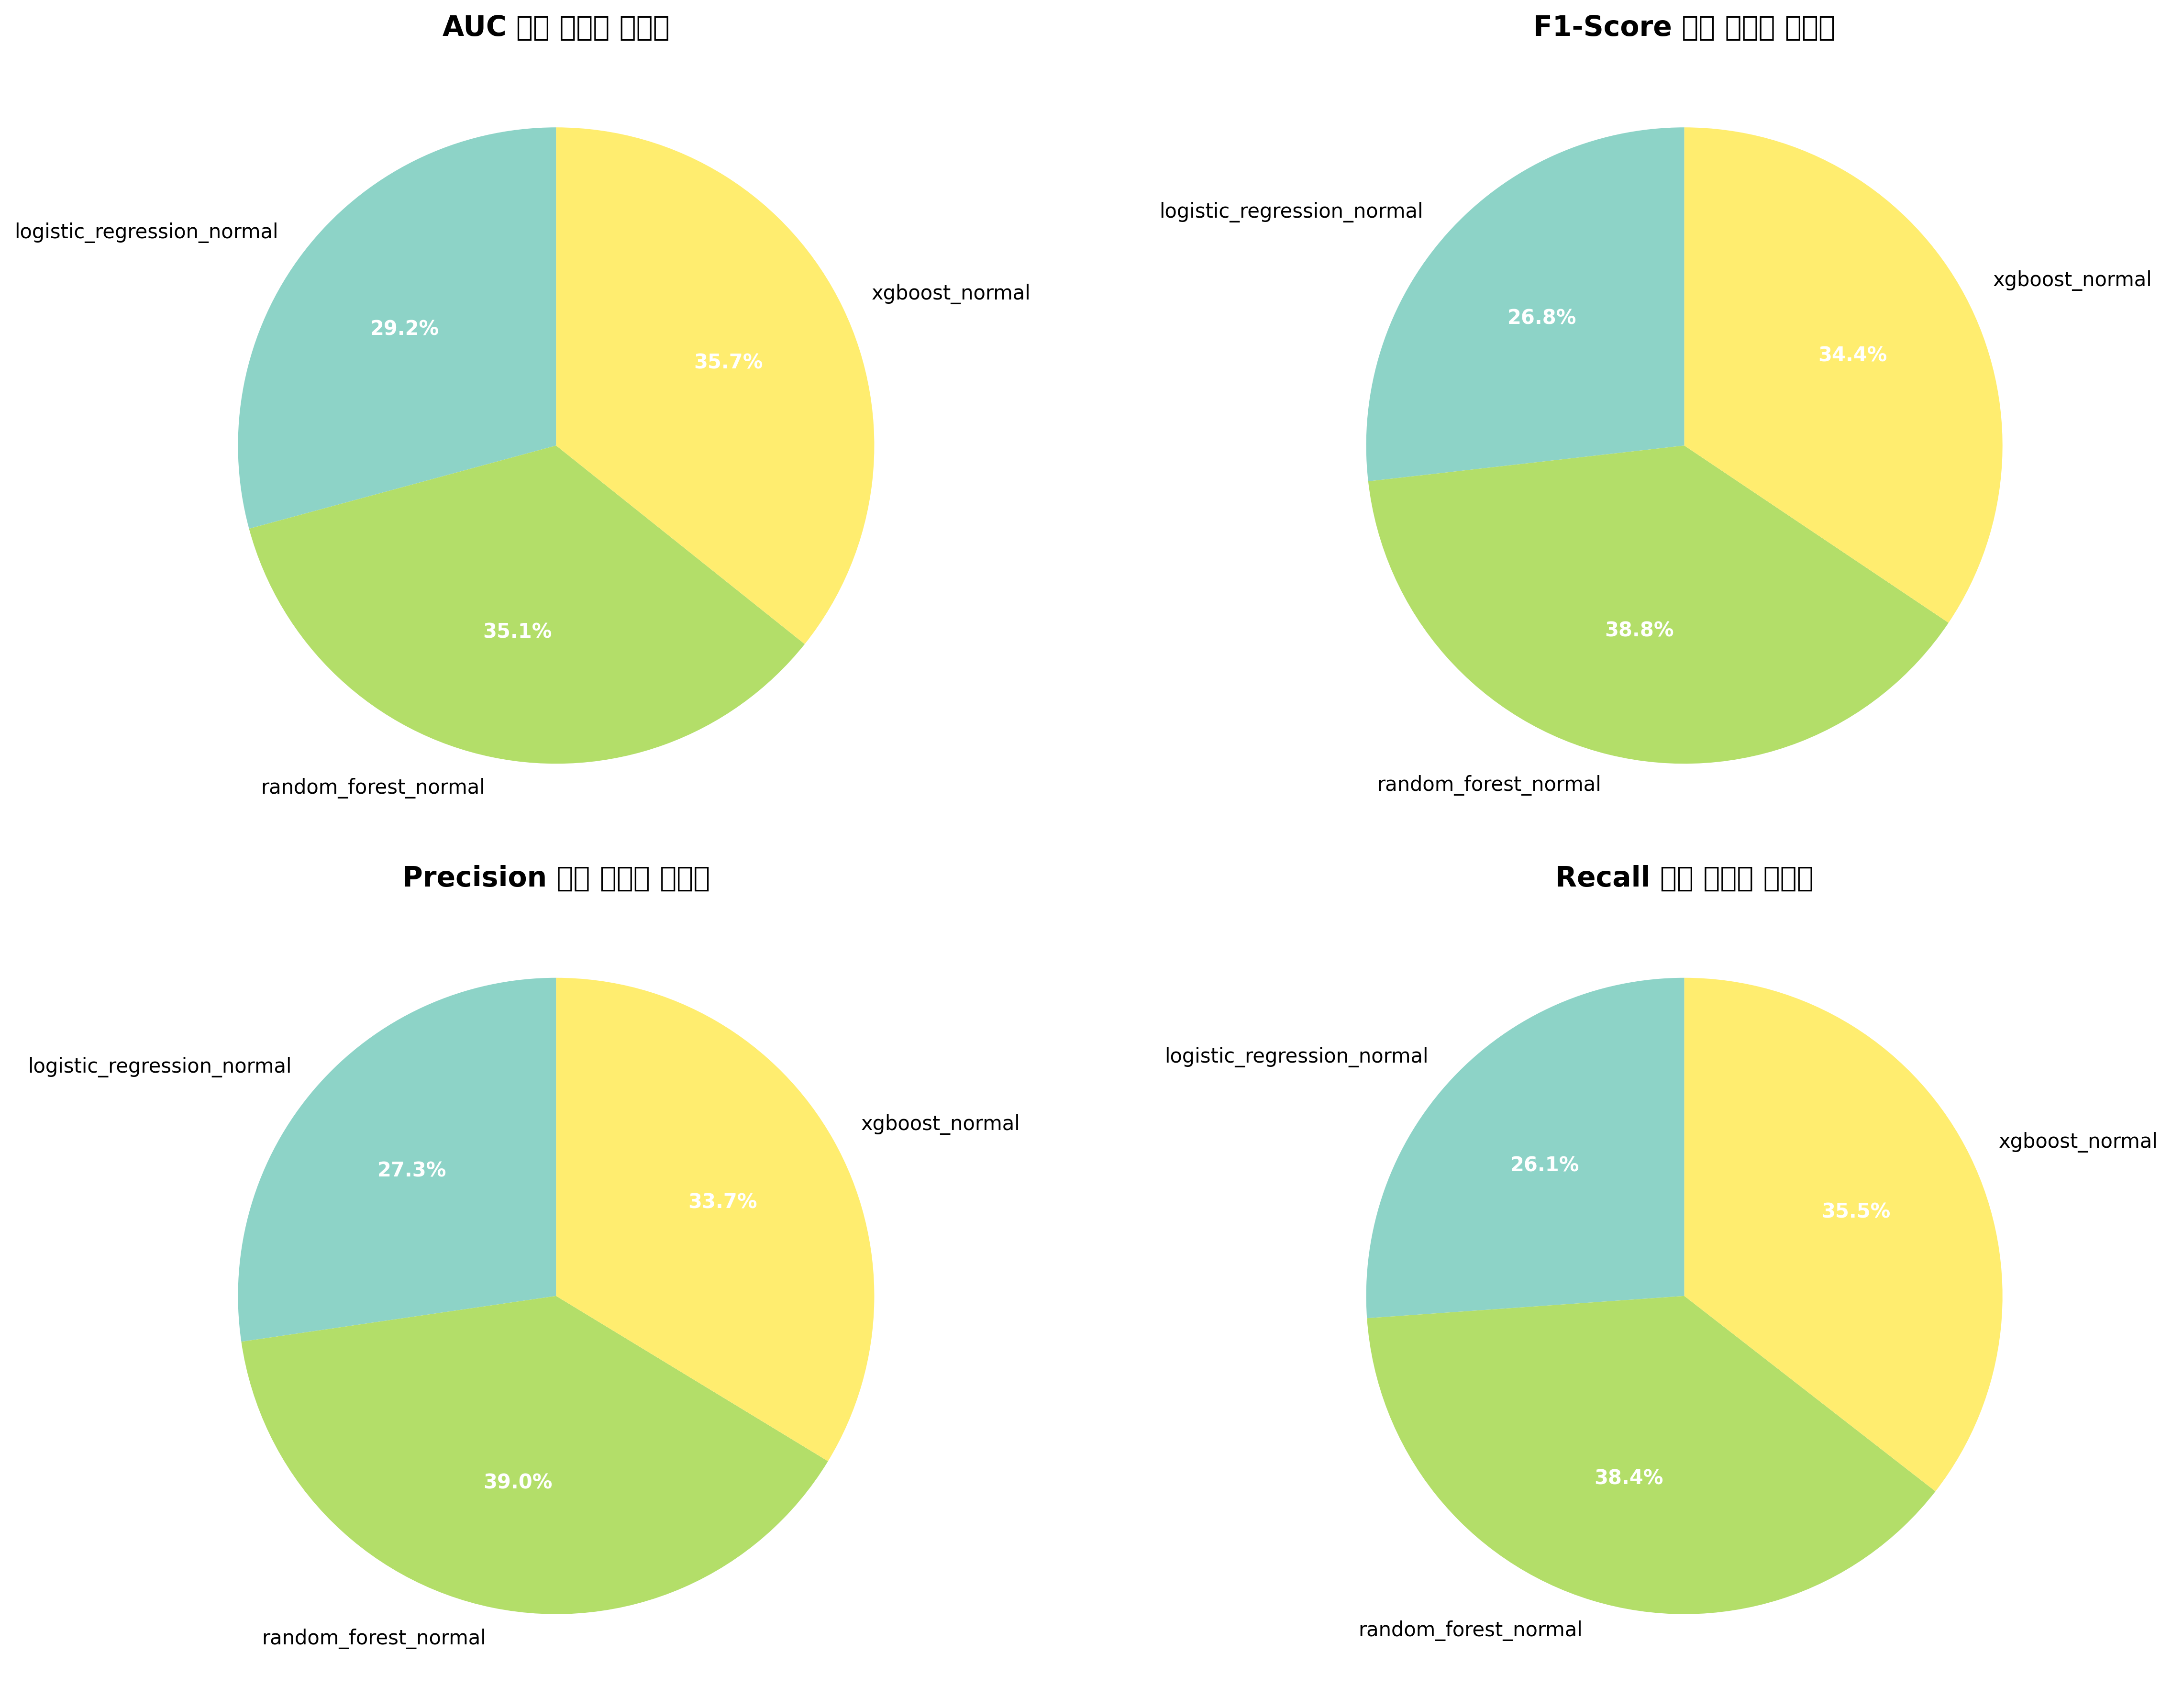 AUC
logistic_regression_normal
xgboost_normal
29.2%
35.7%
35.1%
random_forest_normal
F1-Score
logistic_regression_normal
xgboost_normal
26.8%
34.4%
38.8%
random_forest_normal
Precision
logistic_regression_normal
xgboost_normal
27.3%
33.7%
39.0%
random_forest_normal
Recall
logistic_regression_normal
xgboost_normal
26.1%
35.5%
38.4%
random_forest_normal